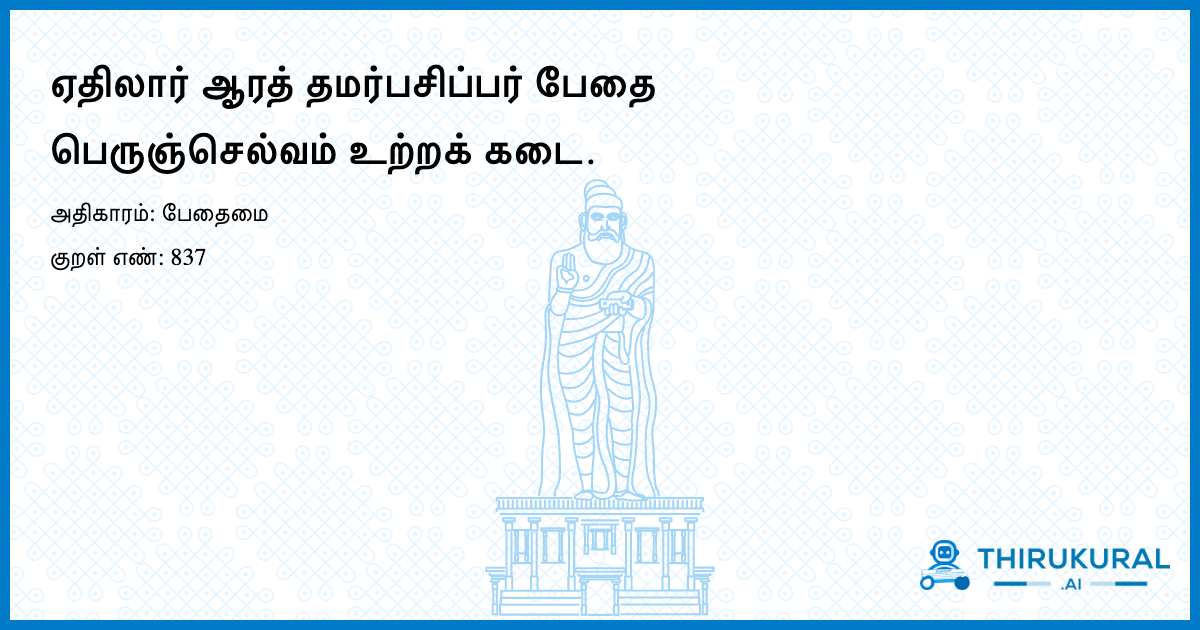 ஏதிலார் ஆரத் தமர்பசிப்பர் பேதை
பெருஞ்செல்வம் உற்றக் கடை.
அதிகாரம்: பேதைமை
குறள் எண்: 837
THIRUKURAL
.AI